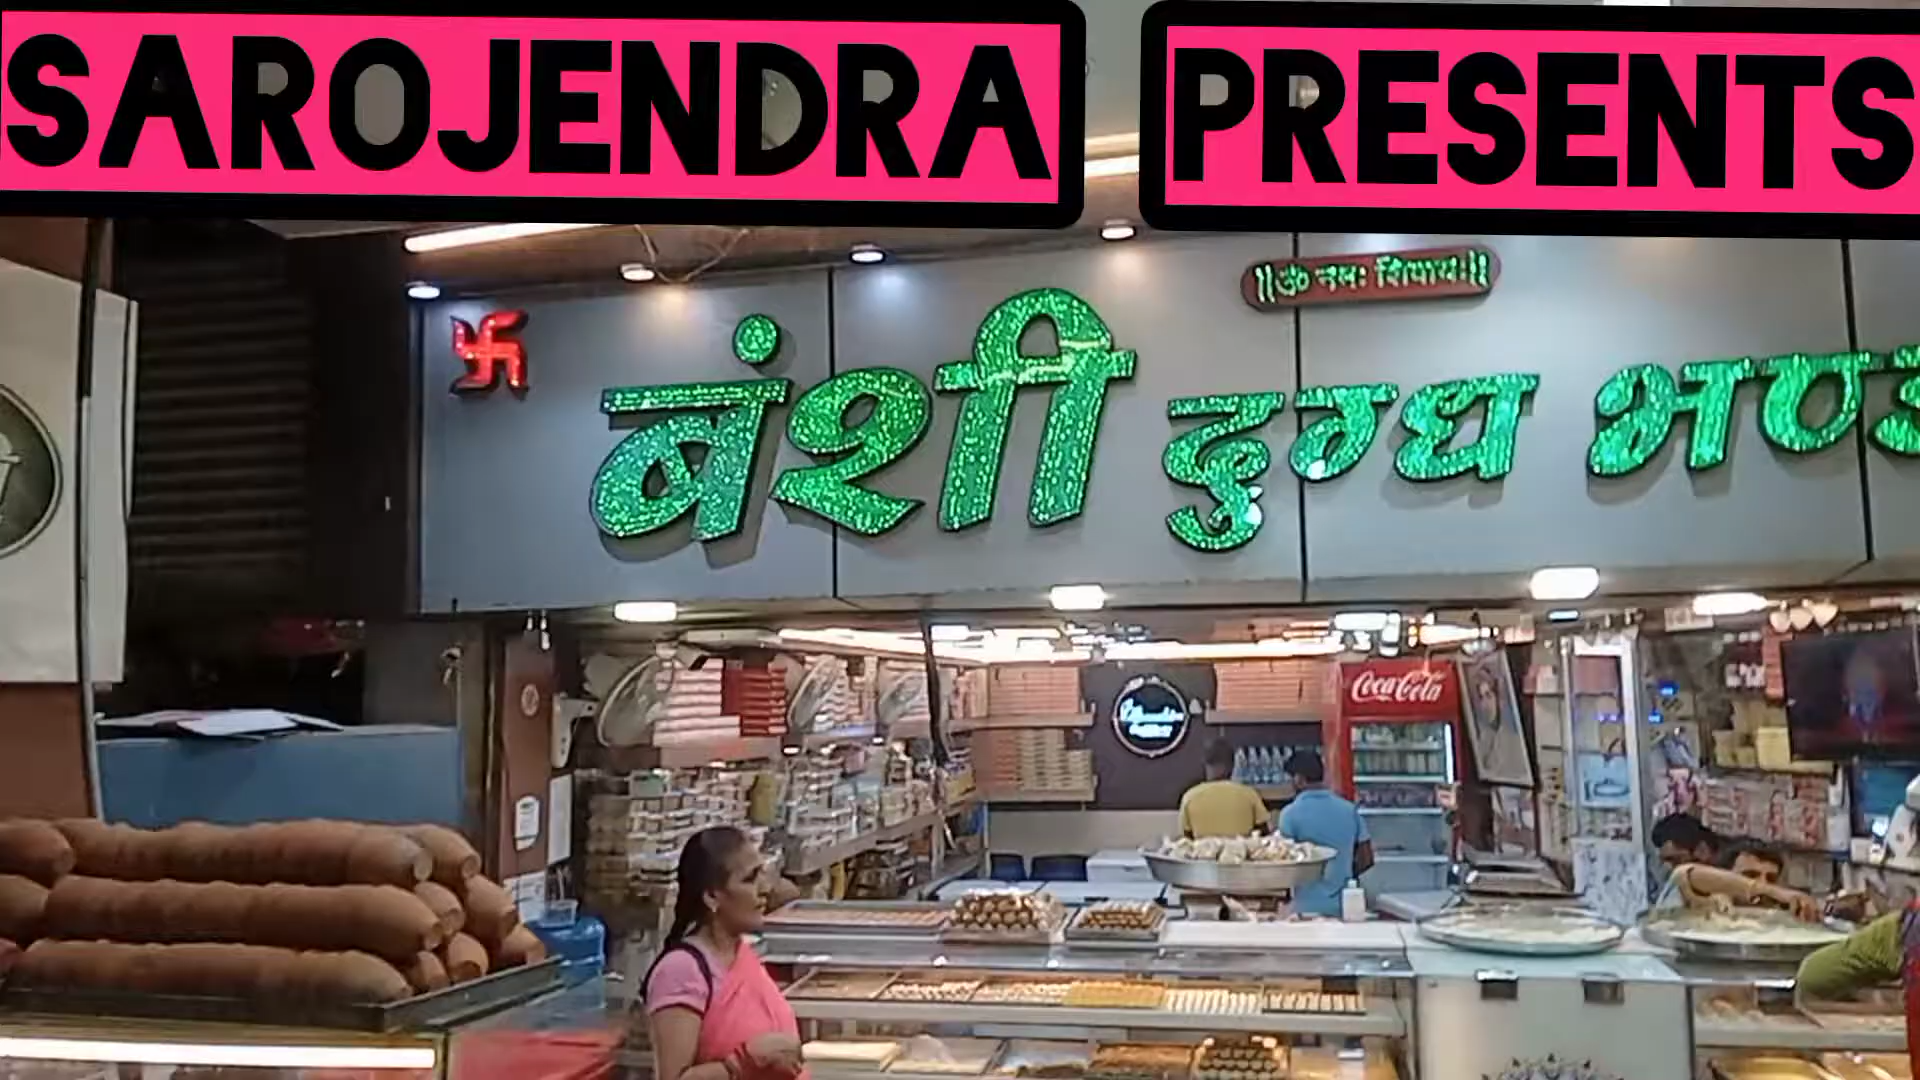 SAROJENDRA PRESENTS
॥ॐ नमः शिवाय॥
बंशी दुग्ध
Coca-Cola